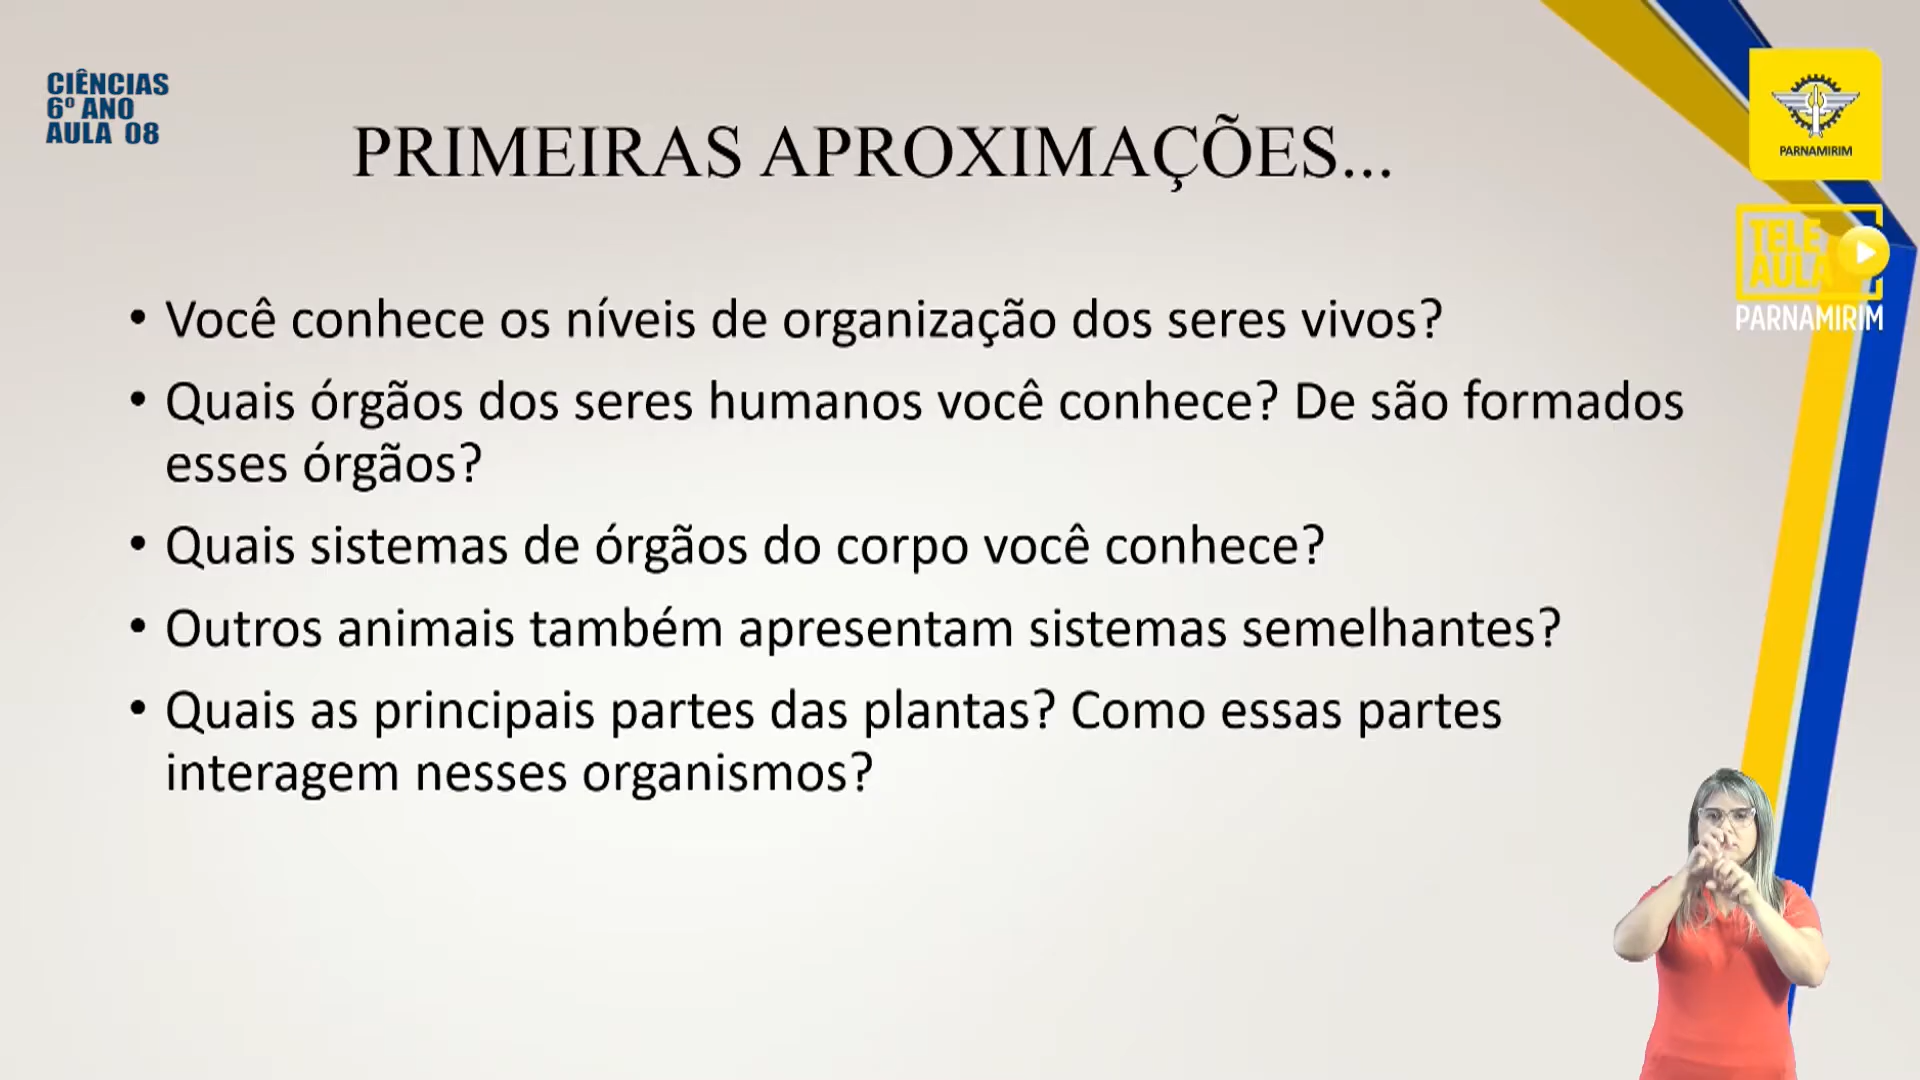 CIÊNCIAS
6º ANO
AULA 08
PRIMEIRAS APROXIMAÇÕES...
PARNAMIRIM
TELE
AULA
PARNAMIRIM
• Você conhece os níveis de organização dos seres vivos?
• Quais órgãos dos seres humanos você conhece? De são formados
esses órgãos?
• Quais sistemas de órgãos do corpo você conhece?
• Outros animais também apresentam sistemas semelhantes?
• Quais as principais partes das plantas? Como essas partes
interagem nesses organismos?